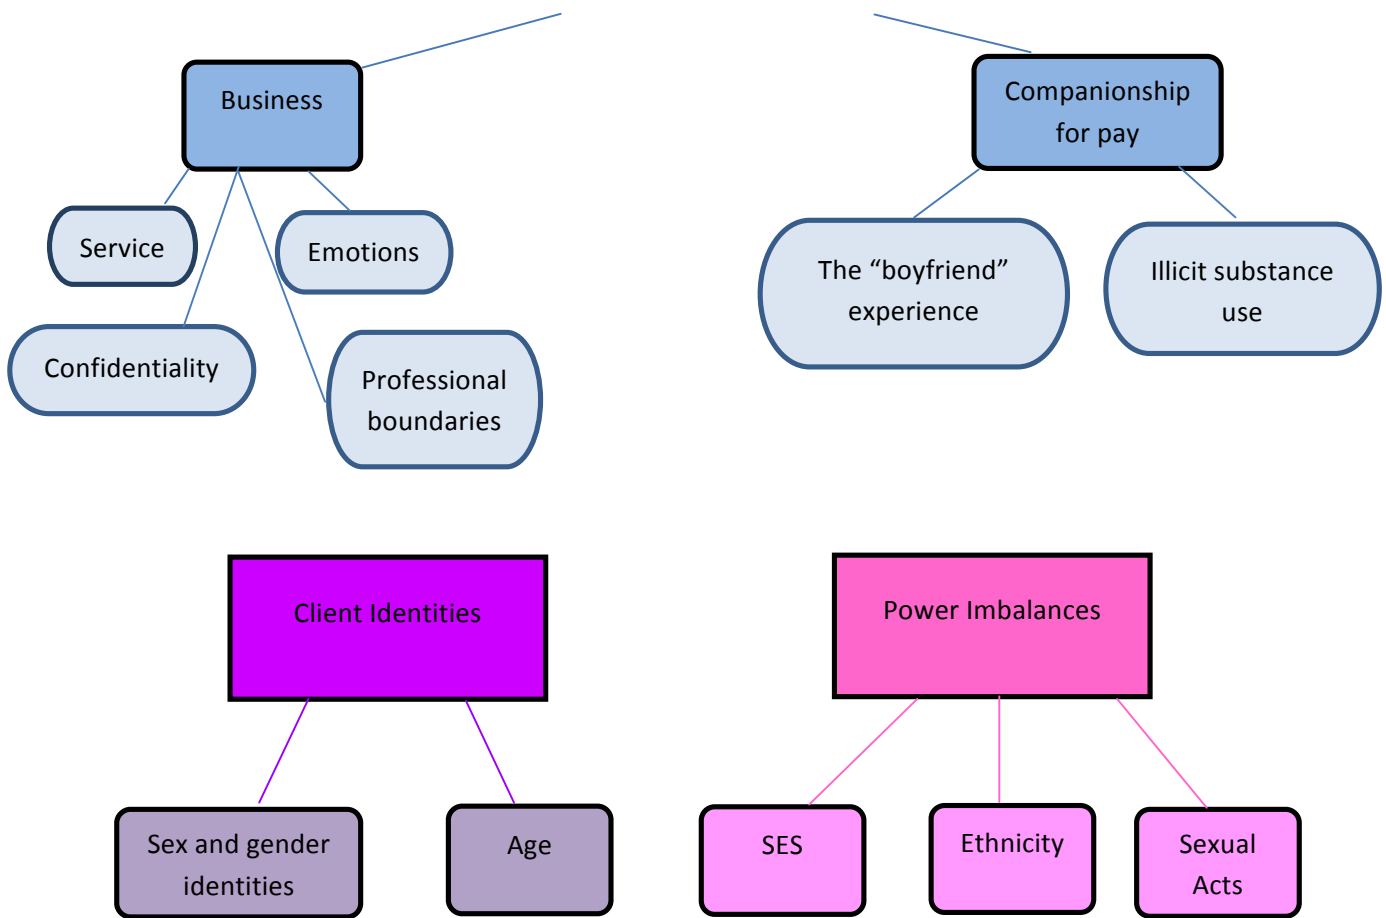 Business
Companionship
for pay
Service
Emotions
The “boyfriend”
experience
Illicit substance
use
Confidentiality
Professional
boundaries
Client Identities
Power Imbalances
Sex and gender
identities
Age
SES
Ethnicity
Sexual
Acts